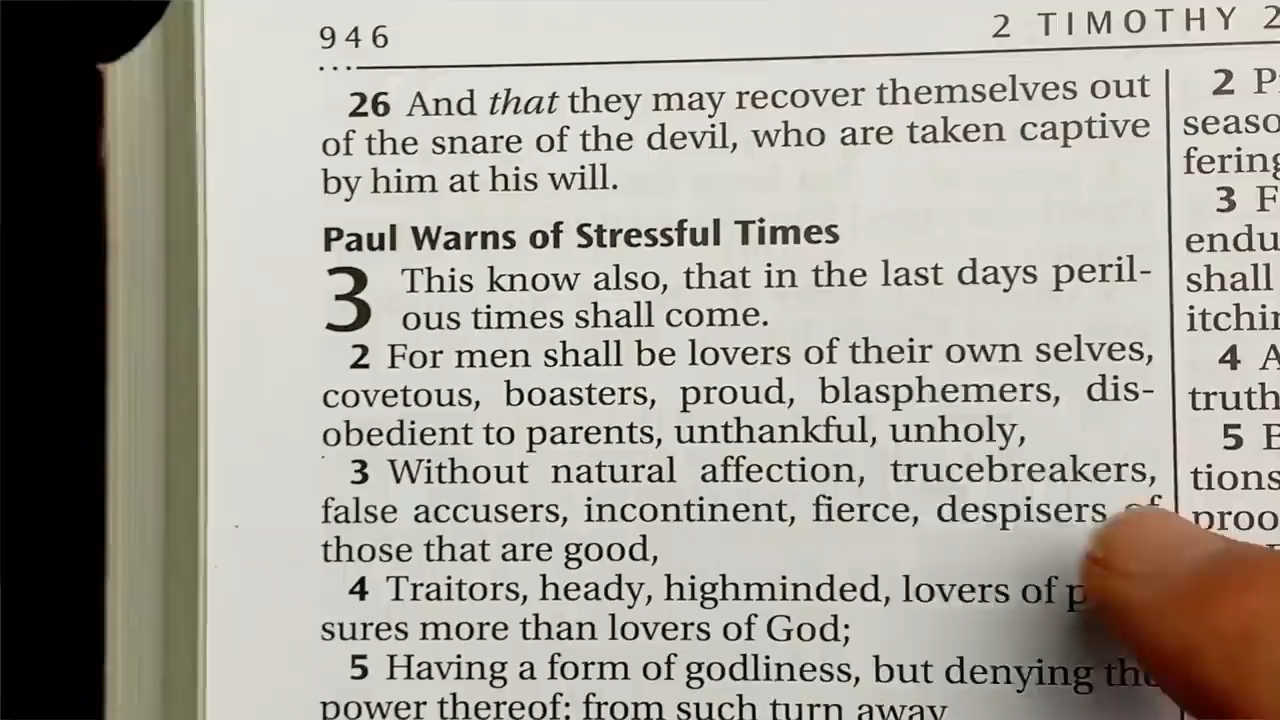 946
2 TIMOTHY 2
26 And that they may recover themselves out
of the snare of the devil, who are taken captive
by him at his will.
Paul Warns of Stressful Times
3 This know also, that in the last days peril-
ous times shall come.
2 For men shall be lovers of their own selves,
covetous, boasters, proud, blasphemers, dis-
obedient to parents, unthankful, unholy,
3 Without natural affection, trucebreakers,
false accusers, incontinent, fierce, despisers of
those that are good,
4 Traitors, heady, highminded, lovers of p
sures more than lovers of God;
5 Having a form of godliness, but denying the
power thereof: from such turn away
2 P
seaso
fering
3 F
endu
shall
itchin
4 A
truth
5 B
tions
proo